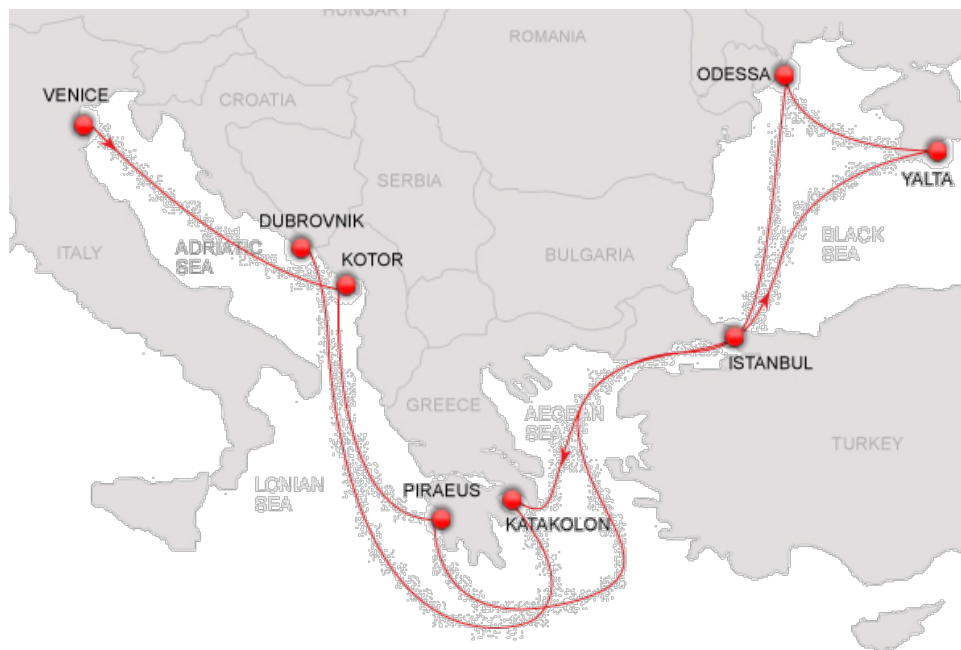 HUNGARY
ROMANIA
ODESSA
VENICE
CROATIA
SERBIA
YALTA
DUBROVNIK
ITALY
ADRIATIC
SEA
KOTOR
BULGARIA
BLACK
SEA
ISTANBUL
GREECE
AEGEAN
SEA
TURKEY
LONIAN
SEA
PIRAEUS
KATAKOLON